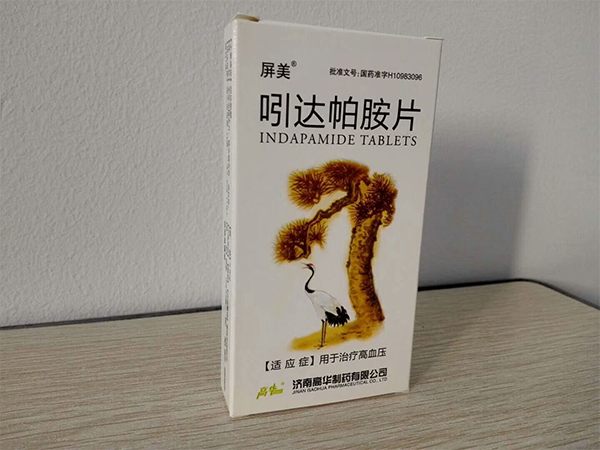 屏美®
批准文号:国药准字H10983096
吲达帕胺片
INDAPAMIDE TABLETS
【适应症】用于治疗高血压
济南高华制药有限公司
JINAN GAOHUA PHARMACEUTICAL CO., LTD